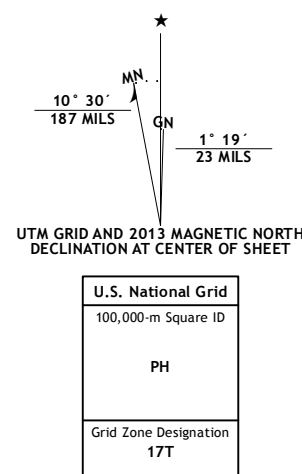 ★
MN
10° 30´
187 MILS
GN
1° 19´
23 MILS
UTM GRID AND 2013 MAGNETIC NORTH
DECLINATION AT CENTER OF SHEET
U.S. National Grid
100,000-m Square ID
PH
Grid Zone Designation
17T